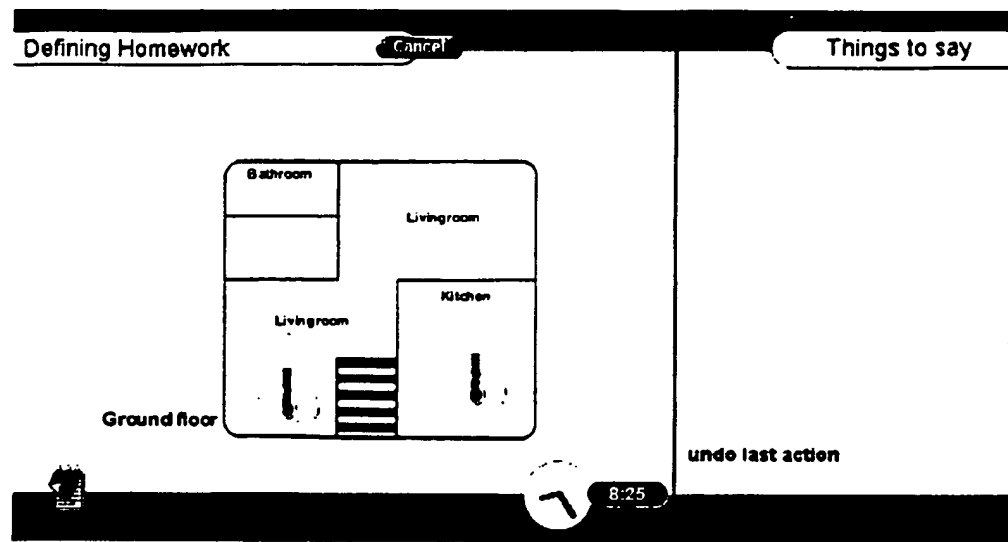 Defining Homework
Cancel
Things to say
Bathroom
Livingroom
Kitchen
Livingroom
Ground floor
undo last action
8:25